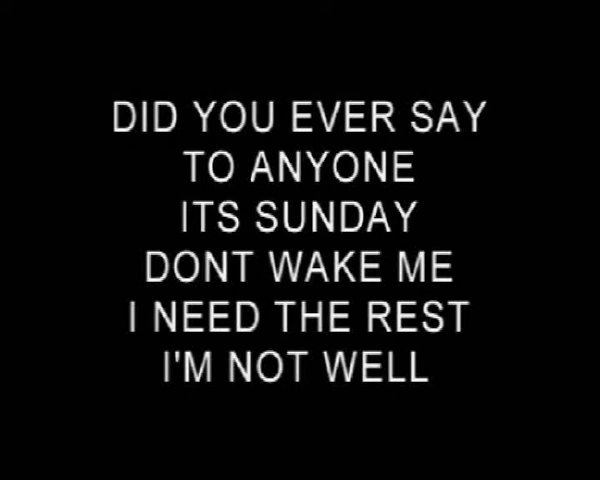 DID YOU EVER SAY
TO ANYONE
ITS SUNDAY
DONT WAKE ME
I NEED THE REST
I'M NOT WELL